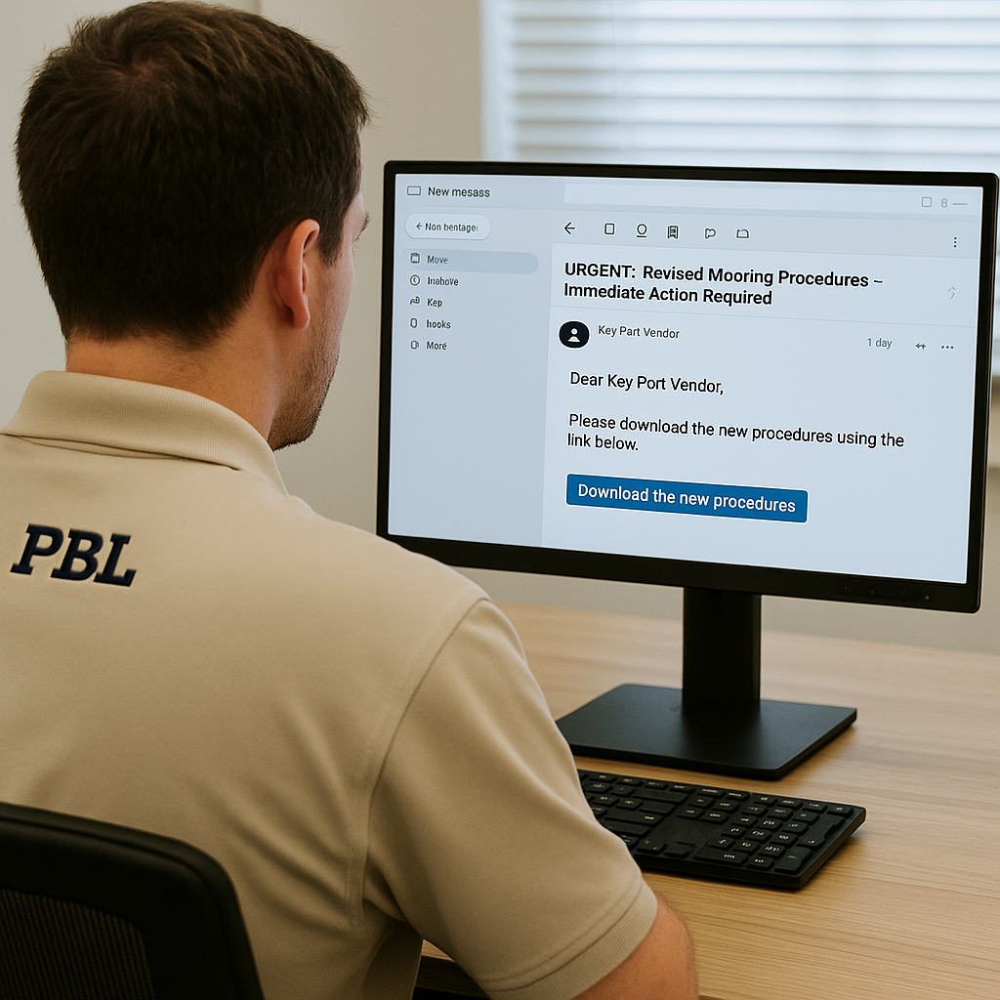 PBL
New mesass
Non bentage
Move
Inahove
Kep
hooks
More
8
URGENT: Revised Mooring Procedures –
Immediate Action Required
Key Part Vendor
1 day
Dear Key Port Vendor,
Please download the new procedures using the
link below.
Download the new procedures